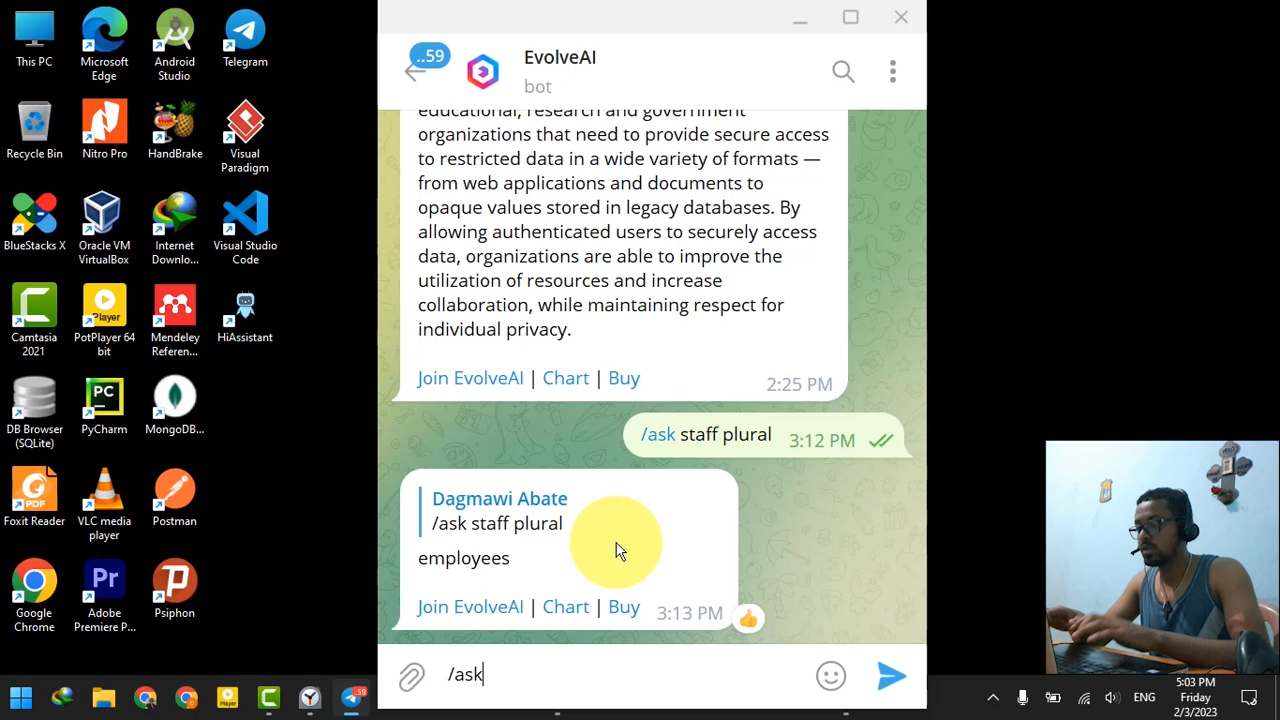 This PC
Microsoft
Edge
Android
Studio
Telegram
Recycle Bin
Nitro Pro
HandBrake
Visual
Paradigm
BlueStacks X
Oracle VM
VirtualBox
Internet
Downlo...
Visual Studio
Code
Camtasia
2021
Player
PotPlayer 64
bit
Mendeley
Referen...
HiAssistant
DB Browser
(SQLite)
PC
PyCharm
MongoDB...
PDF
Foxit Reader
VLC media
player
Postman
Google
Chrome
Pr
Adobe
Premiere P...
Psiphon
..59
EvolveAI
bot
educational, research and government
organizations that need to provide secure access
to restricted data in a wide variety of formats —
from web applications and documents to
opaque values stored in legacy databases. By
allowing authenticated users to securely access
data, organizations are able to improve the
utilization of resources and increase
collaboration, while maintaining respect for
individual privacy.
Join EvolveAI | Chart | Buy
2:25 PM
/ask staff plural 3:12 PM
Dagmawi Abate
/ask staff plural
employees
Join EvolveAI | Chart | Buy 3:13 PM
/ask
59
ENG
5:03 PM
Friday
2/3/2023